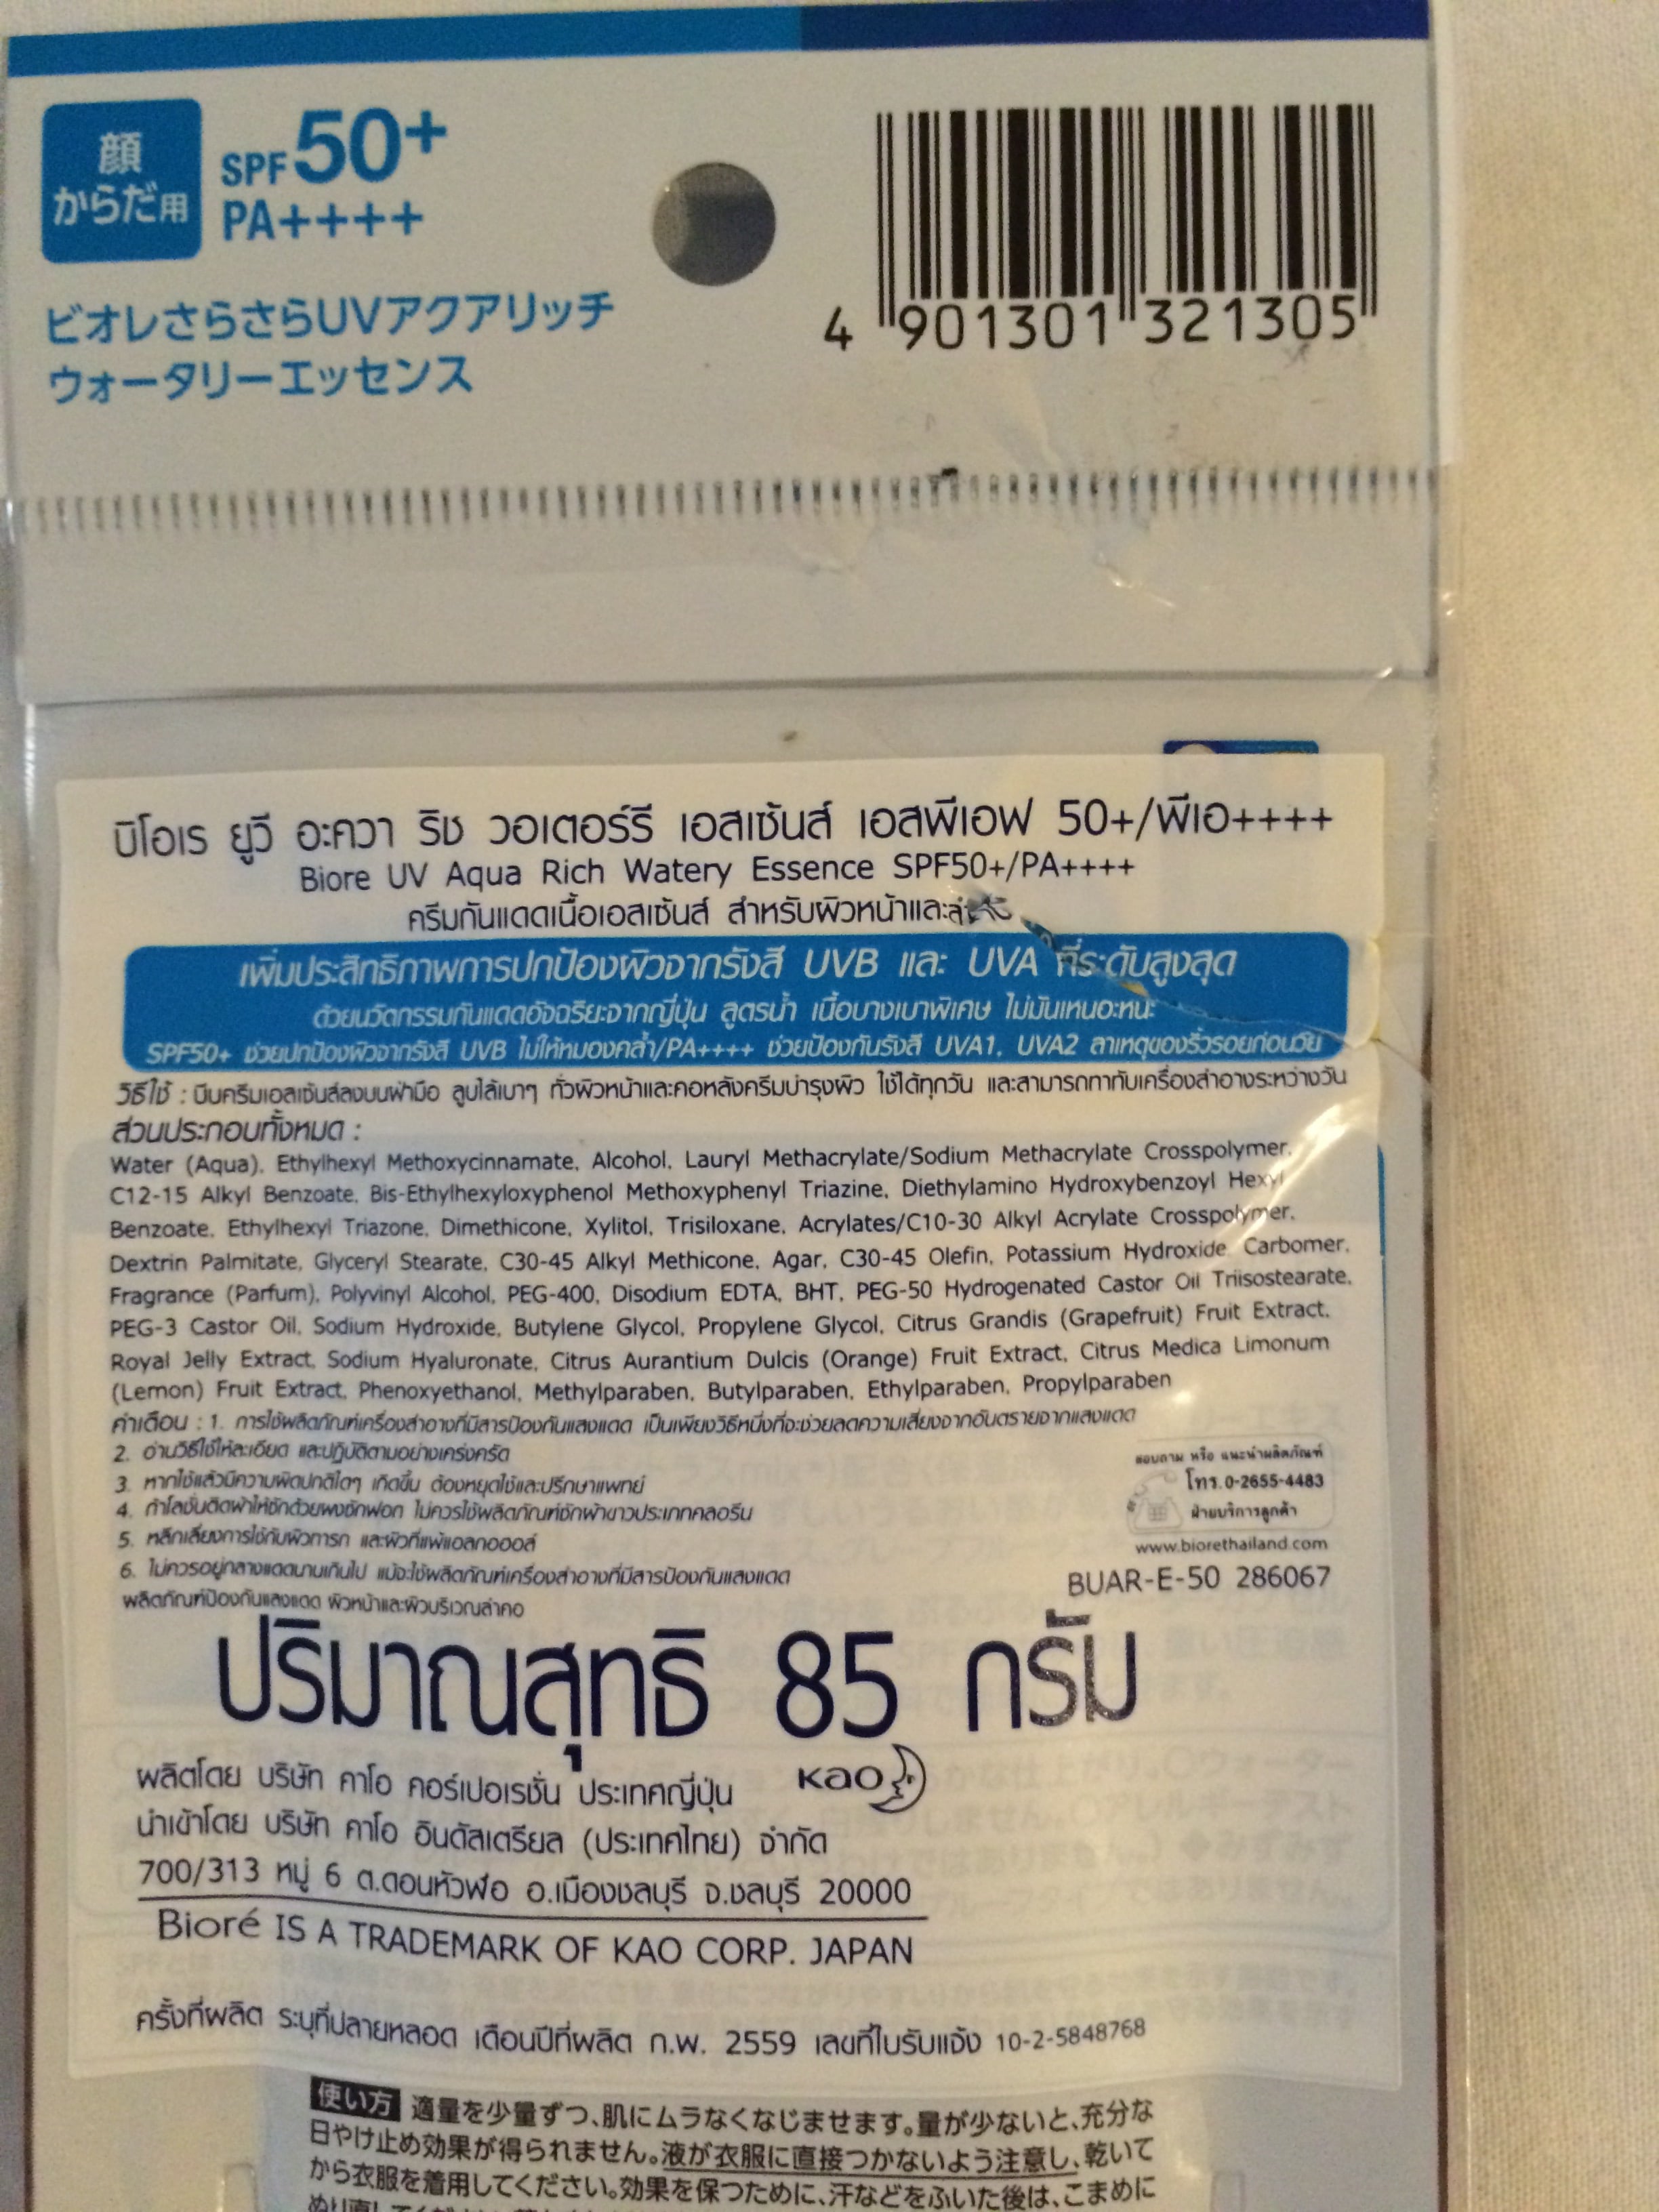 顔
からだ用
SPF50+
PA++++
ビオレさらさらUVアクアリッチ
ウォータリーエッセンス
4 901301 321305
บิโอเร ยูวี อะควา ริช วอเตอร์รี เอสเซ้นส์ เอสพีเอฟ 50+/พีเอ++++
Biore UV Aqua Rich Watery Essence SPF50+/PA++++
ครีมกันแดดเนื้อเอสเซ้นส์ สำหรับผิวหน้าและ
เพิ่มประสิทธิภาพการปกป้องผิวจากรังสี UVB และ UVA ที่ระดับสูงสุด
ด้วยนวัตกรรมกันแดดอัจฉริยะจากญี่ปุ่น สูตรน้ำ เนื้อบางเบาพิเศษ ไม่มันเหนอะหนะ
SPF50+ ช่วยปกป้องผิวจากรังสี UVB ไม่ให้หมองคล้ำ/PA++++ ช่วยป้องกันรังสี UVA1, UVA2 สาเหตุของริ้วรอยก่อนวัย
วิธีใช้ : บีบครีมเอสเซ้นส์ลงบนฝ่ามือ ลูบไล้เบาๆ ทั่วผิวหน้าและคอหลังครีมบำรุงผิว ใช้ได้ทุกวัน และสามารถทาทับเครื่องสำอางระหว่างวัน
ส่วนประกอบทั้งหมด :
Water (Aqua), Ethylhexyl Methoxycinnamate, Alcohol, Lauryl Methacrylate/Sodium Methacrylate Crosspolymer,
C12-15 Alkyl Benzoate, Bis-Ethylhexyloxyphenol Methoxyphenyl Triazine, Diethylamino Hydroxybenzoyl Hexyl
Benzoate, Ethylhexyl Triazone, Dimethicone, Xylitol, Trisiloxane, Acrylates/C10-30 Alkyl Acrylate Crosspolymer,
Dextrin Palmitate, Glyceryl Stearate, C30-45 Alkyl Methicone, Agar, C30-45 Olefin, Potassium Hydroxide, Carbomer,
Fragrance (Parfum), Polyvinyl Alcohol, PEG-400, Disodium EDTA, BHT, PEG-50 Hydrogenated Castor Oil Triisostearate,
PEG-3 Castor Oil, Sodium Hydroxide, Butylene Glycol, Propylene Glycol, Citrus Grandis (Grapefruit) Fruit Extract,
Royal Jelly Extract, Sodium Hyaluronate, Citrus Aurantium Dulcis (Orange) Fruit Extract, Citrus Medica Limonum
(Lemon) Fruit Extract, Phenoxyethanol, Methylparaben, Butylparaben, Ethylparaben, Propylparaben
คำเตือน : 1. การใช้ผลิตภัณฑ์เครื่องสำอางที่มีสารป้องกันแสงแดด เป็นเพียงวิธีหนึ่งที่จะช่วยลดความเสี่ยงจากอันตรายจากแสงแดด
2. อ่านวิธีใช้ให้ละเอียด และปฏิบัติตามอย่างเคร่งครัด
3. หากใช้แล้วมีความผิดปกติใดๆ เกิดขึ้น ต้องหยุดใช้และปรึกษาแพทย์
4. ถ้าโลชั่นติดผ้าให้ซักด้วยผงซักฟอก ไม่ควรใช้ผลิตภัณฑ์ซักผ้าขาวประเภทคลอรีน
5. หลีกเลี่ยงการใช้กับผิวทารก และผิวที่แพ้แอลกอฮอล์
6. ไม่ควรอยู่กลางแดดนานเกินไป แม้จะใช้ผลิตภัณฑ์เครื่องสำอางที่มีสารป้องกันแสงแดด
ผลิตภัณฑ์ป้องกันแสงแดด ผิวหน้าและผิวบริเวณลำคอ
สอบถาม หรือ แนะนำผลิตภัณฑ์
โทร. 0-2655-4483
ฝ่ายบริการลูกค้า
www.biorethailand.com
BUAR-E-50 286067
ปริมาณสุทธิ 85 กรัม
ผลิตโดย บริษัท คาโอ คอร์เปอเรชั่น ประเทศญี่ปุ่น
Kao
นำเข้าโดย บริษัท คาโอ อินดัสเตรียล (ประเทศไทย) จำกัด
700/313 หมู่ 6 ต.ดอนหัวฬ่อ อ.เมืองชลบุรี จ.ชลบุรี 20000
Bioré IS A TRADEMARK OF KAO CORP. JAPAN
ครั้งที่ผลิต ระบุที่ปลายหลอด เดือนปีที่ผลิต ก.พ. 2559 เลขที่ใบรับแจ้ง 10-2-5848768
使い方 適量を少量ずつ、肌にムラなくなじませます。量が少ないと、充分な
日やけ止め効果が得られません。液が衣服に直接つかないよう注意し、乾いて
から衣服を着用してください。効果を保つために、汗などをふいた後は、こまめに